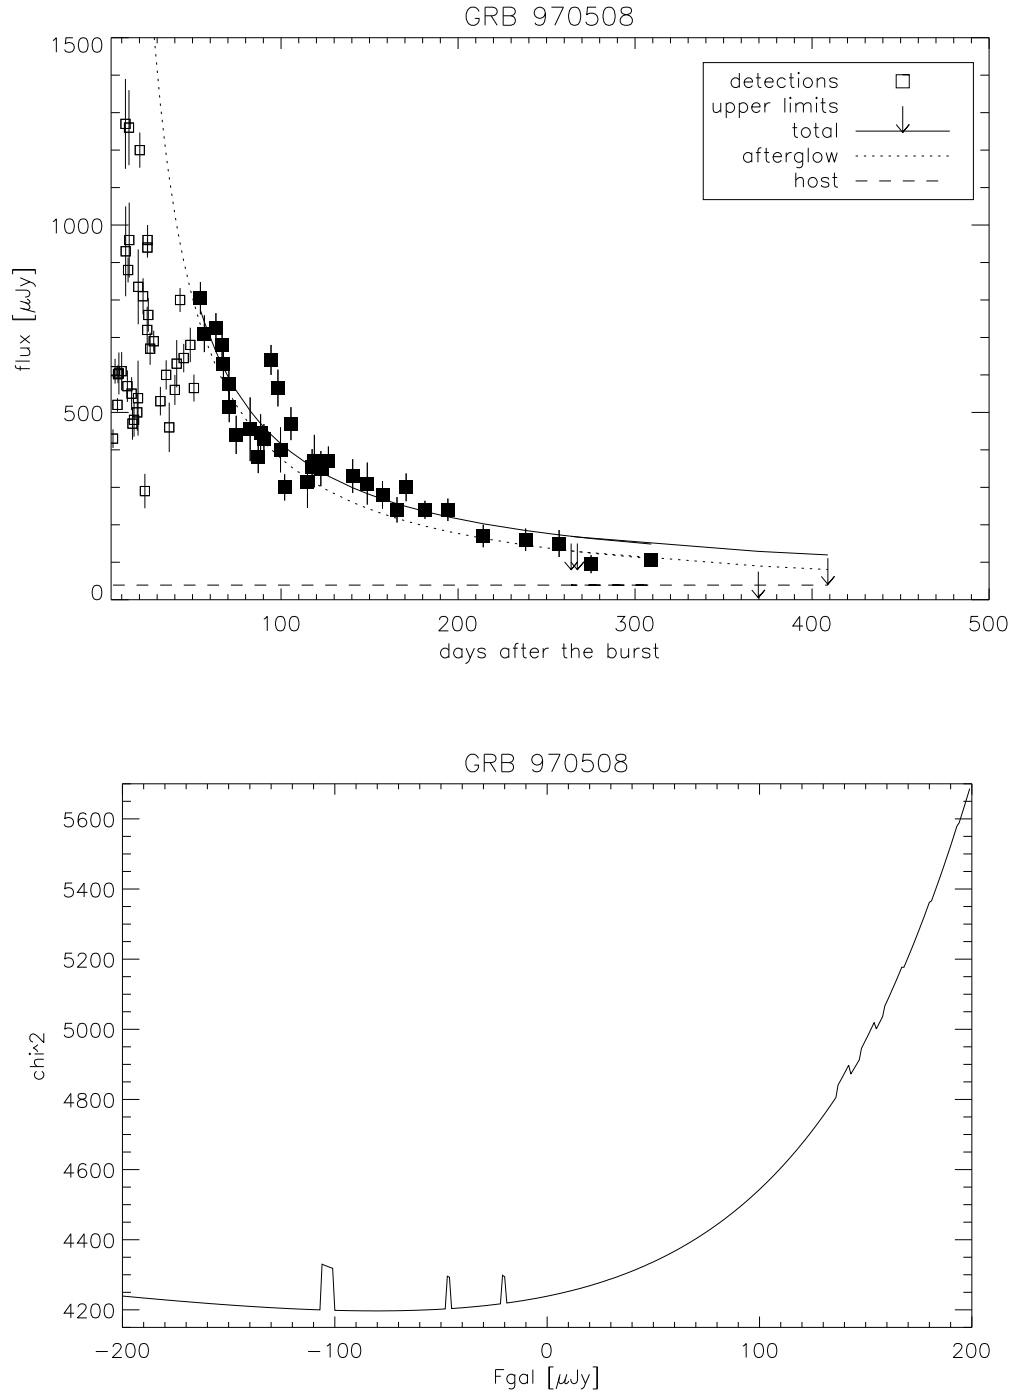 GRB 970508
1500
1000
500
0
flux [μJy]
detections
upper limits
total
afterglow
host
100 200 300 400 500
days after the burst
GRB 970508
5600
5400
5200
5000
4800
4600
4400
4200
chi^2
−200 −100 0 100 200
Fgal [μJy]